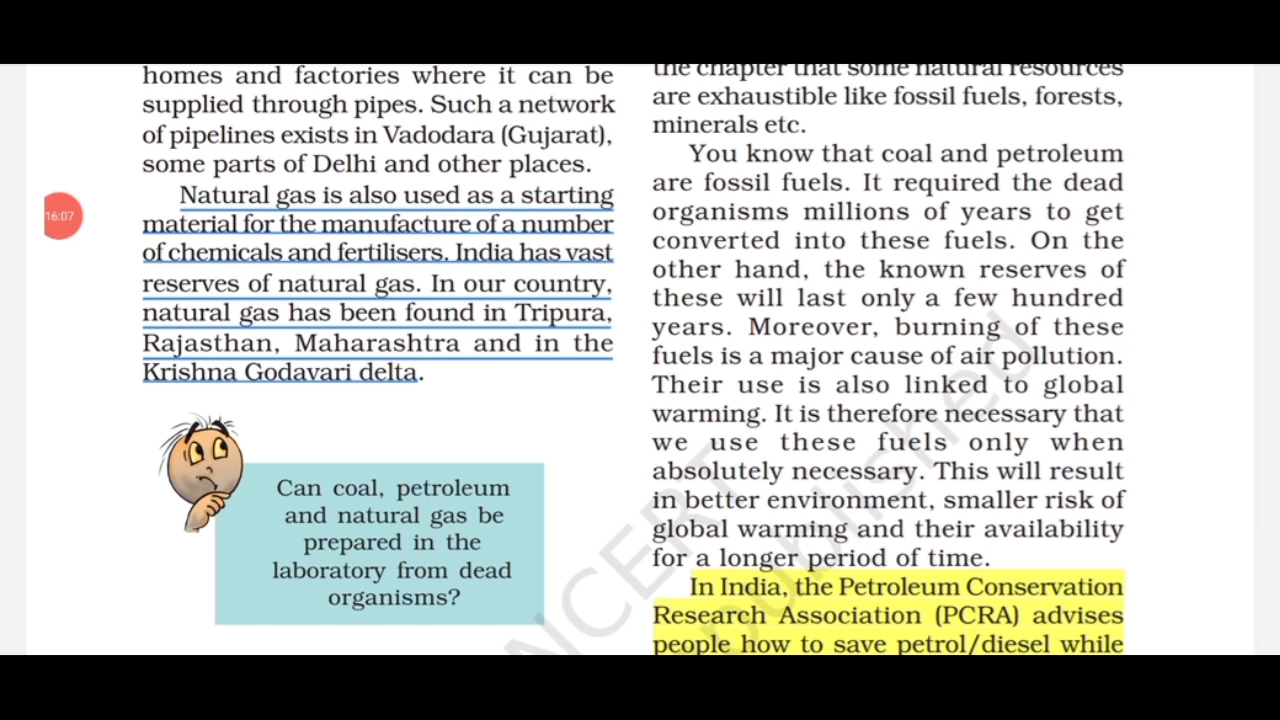 homes and factories where it can be
supplied through pipes. Such a network
of pipelines exists in Vadodara (Gujarat),
some parts of Delhi and other places.
Natural gas is also used as a starting
material for the manufacture of a number
of chemicals and fertilisers. India has vast
reserves of natural gas. In our country,
natural gas has been found in Tripura,
Rajasthan, Maharashtra and in the
Krishna Godavari delta.
16:07
Can coal, petroleum
and natural gas be
prepared in the
laboratory from dead
organisms?
the chapter that some natural resources
are exhaustible like fossil fuels, forests,
minerals etc.
You know that coal and petroleum
are fossil fuels. It required the dead
organisms millions of years to get
converted into these fuels. On the
other hand, the known reserves of
these will last only a few hundred
years. Moreover, burning of these
fuels is a major cause of air pollution.
Their use is also linked to global
warming. It is therefore necessary that
we use these fuels only when
absolutely necessary. This will result
in better environment, smaller risk of
global warming and their availability
for a longer period of time.
In India, the Petroleum Conservation
Research Association (PCRA) advises
people how to save petrol/diesel while
NCERT
published